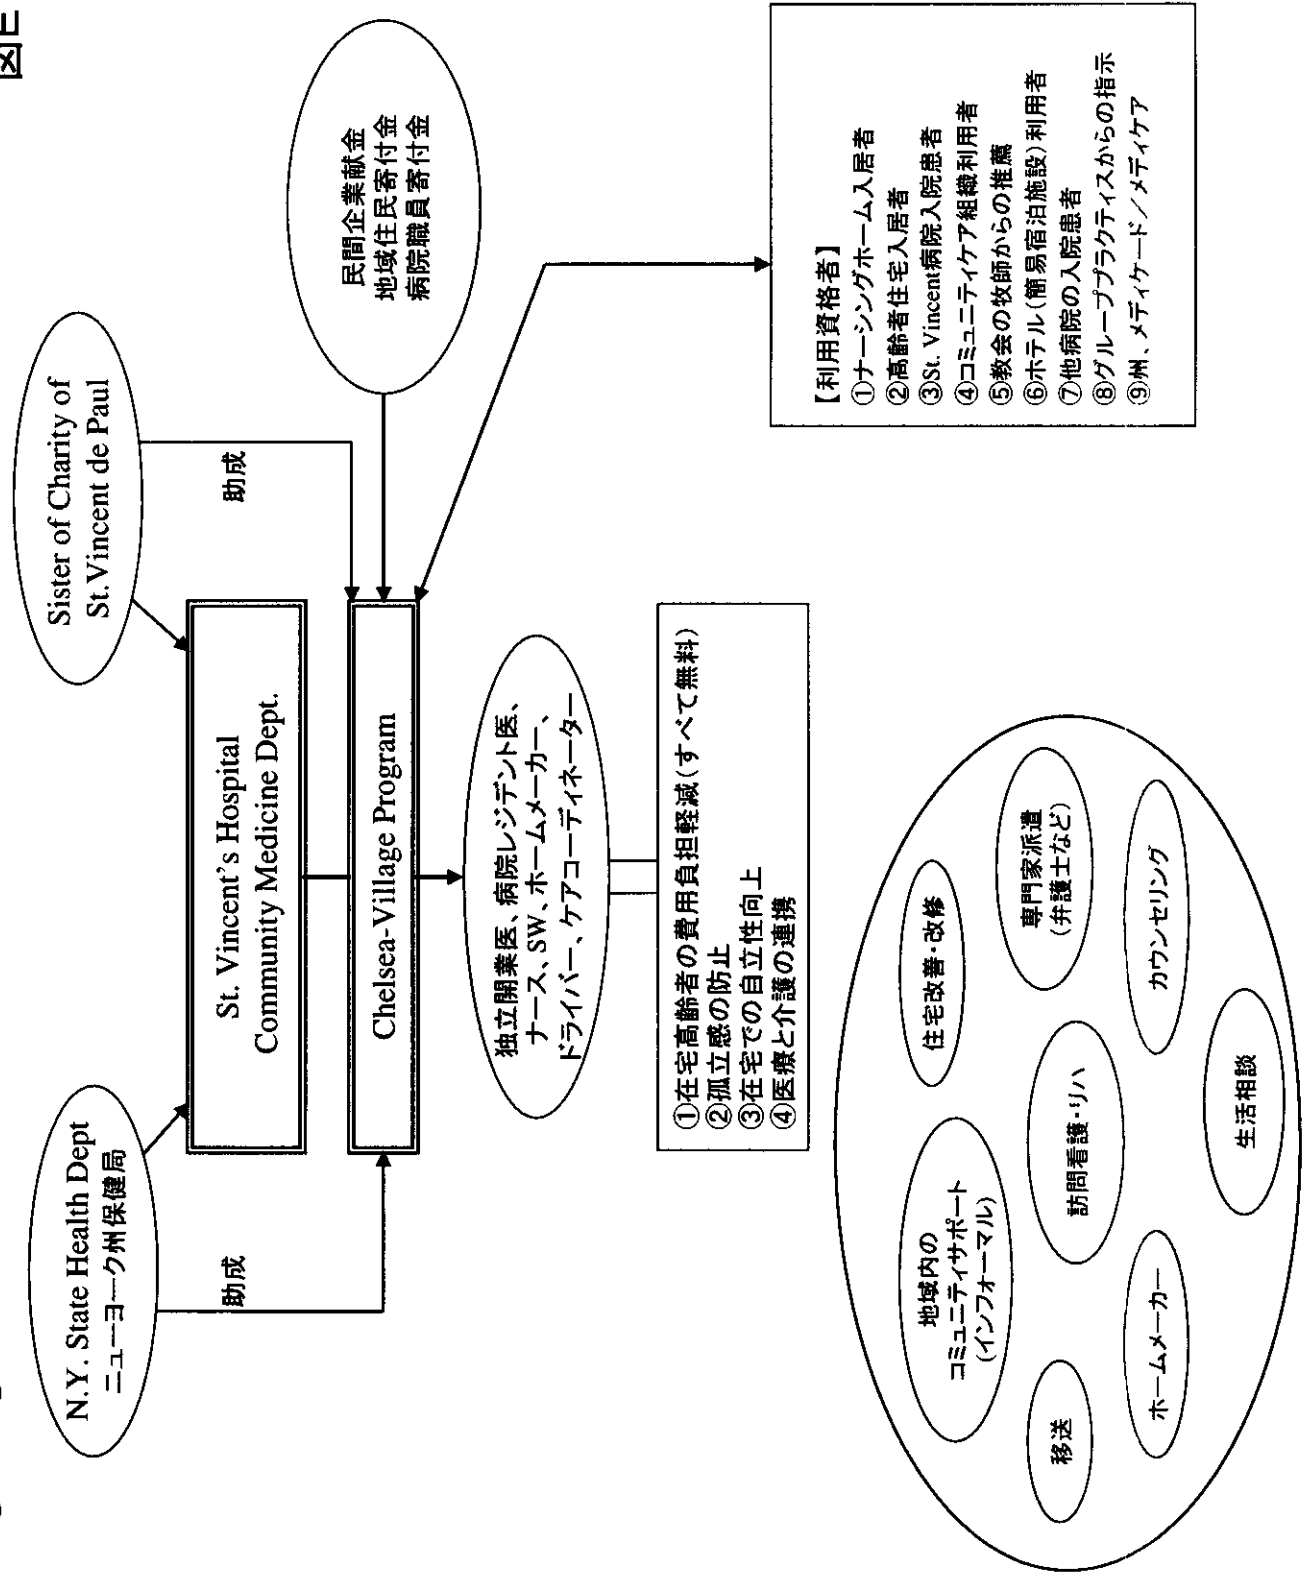 図E
N.Y. State Health Dept
ニューヨーク州保健局
Sister of Charity of
St.Vincent de Paul
助成
助成
St. Vincent's Hospital
Community Medicine Dept.
民間企業献金
地域住民寄付金
病院職員寄付金
Chelsea-Village Program
独立開業医、病院レジデント医、
ナース、SW、ホームメーカー、
ドライバー、ケアコーディネーター
①在宅高齢者の費用負担軽減(すべて無料)
②孤立感の防止
③在宅での自立性向上
④医療と介護の連携
【利用資格者】
①ナーシングホーム入居者
②高齢者住宅入居者
③St. Vincent病院入院患者
④コミュニティケア組織利用者
⑤教会の牧師からの推薦
⑥ホテル(簡易宿泊施設)利用者
⑦他病院の入院患者
⑧グループプラクティスからの指示
⑨州、メディケード/メディケア
地域内の
コミュニティサポート
(インフォーマル)
住宅改善・改修
専門家派遣
(弁護士など)
移送
訪問看護・リハ
ホームメーカー
カウンセリング
生活相談